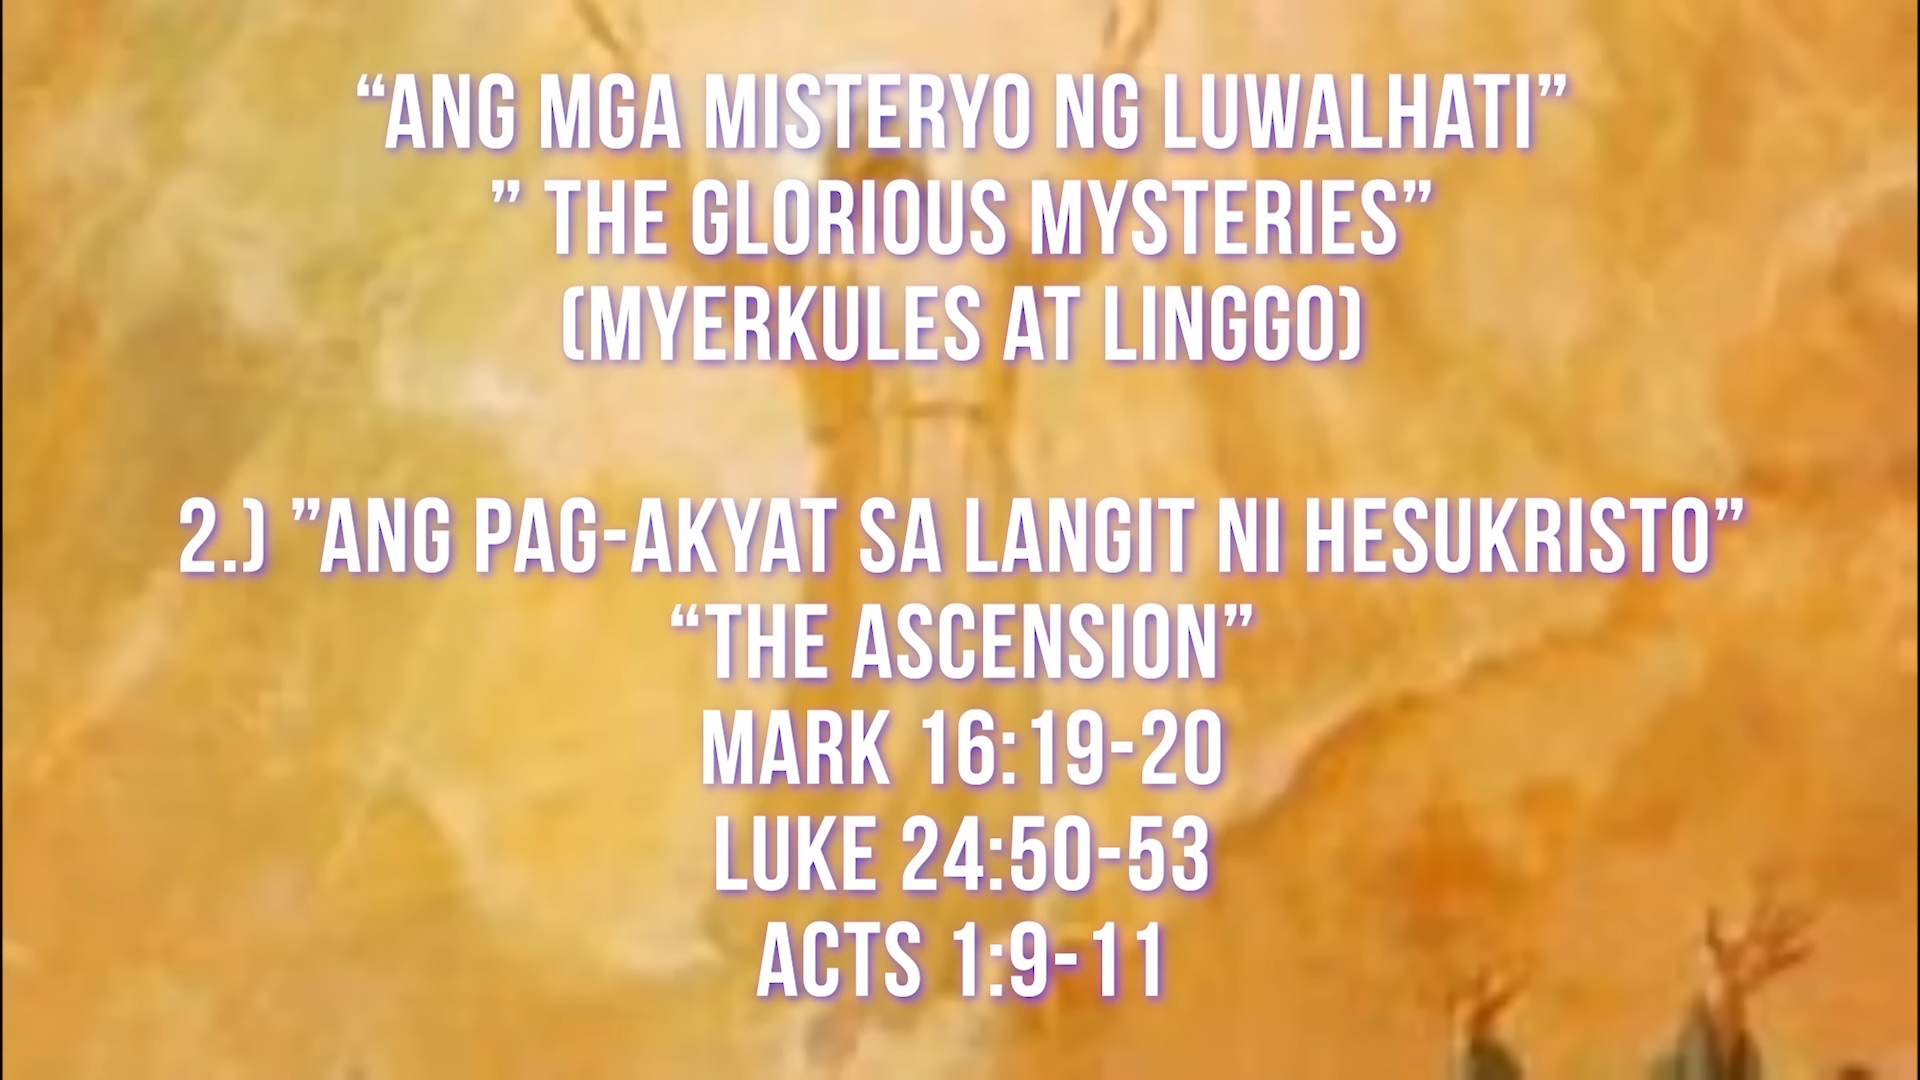 “ANG MGA MISTERYO NG LUWALHATI”
” THE GLORIOUS MYSTERIES”
(MYERKULES AT LINGGO)
2.) ”ANG PAG-AKYAT SA LANGIT NI HESUKRISTO”
“THE ASCENSION”
MARK 16:19-20
LUKE 24:50-53
ACTS 1:9-11